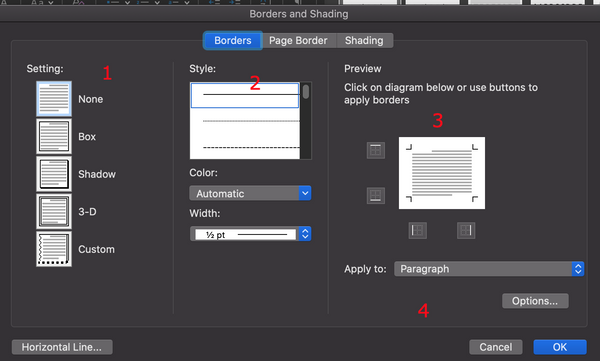 Borders and Shading
Borders Page Border Shading
Setting:
1
None
Box
Shadow
3-D
Custom
Style:
2
Color:
Automatic
Width:
½ pt
Preview
Click on diagram below or use buttons to
apply borders
3
Apply to: Paragraph
4
Options...
Horizontal Line...
Cancel OK